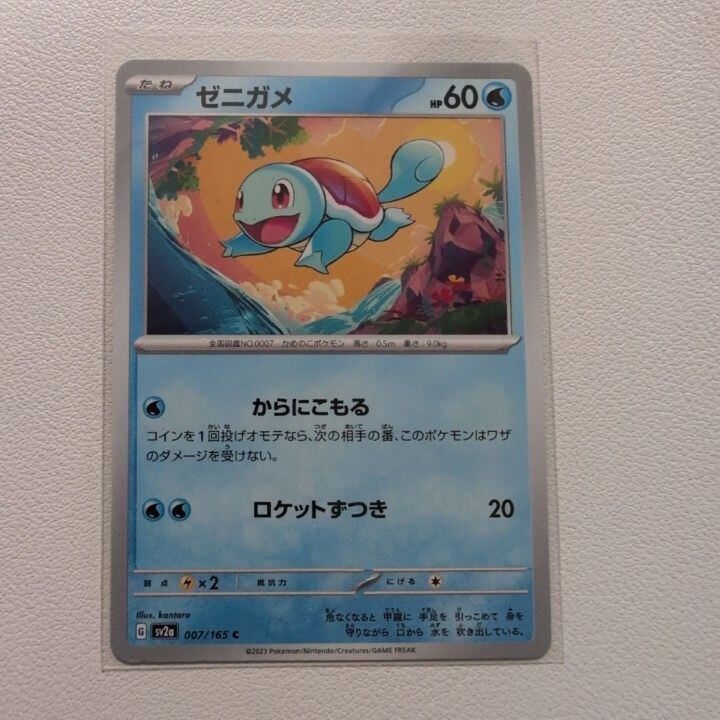 たね
ゼニガメ
HP60
全国図鑑NO.0007 かめのこポケモン 高さ:0.5m 重さ:9.0kg
からにこもる
コインを1回投げオモテなら、次の相手の番、このポケモンはワザ
のダメージを受けない。
ロケットずつき 20
弱点 ×2 抵抗力 にげる
Illus. kantaro
危なくなると 甲羅に 手足を 引っこめて 身を
守りながら 口から 水を 吹き出している。
G sv2a 007/165 C
©2023 Pokémon/Nintendo/Creatures/GAME FREAK.